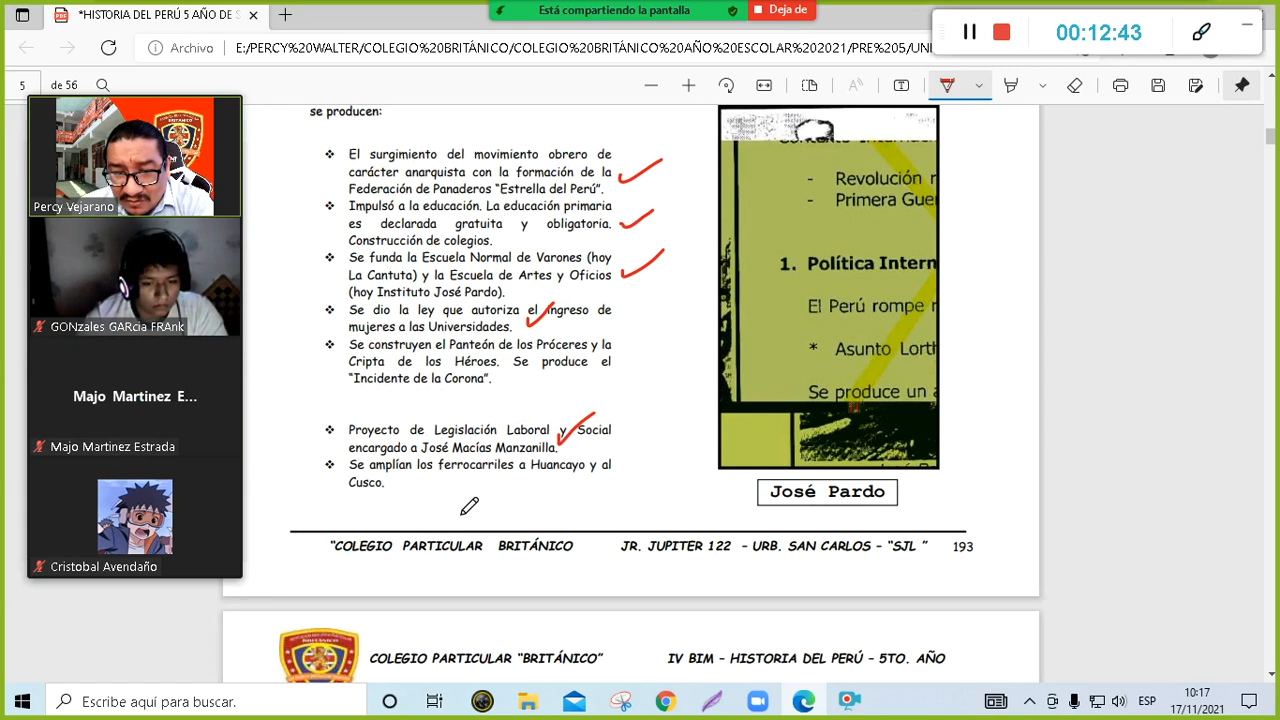 *HISTORIA DEL PERÚ 5 AÑO DE S
Está compartiendo la pantalla
Deja de
00:12:43
Archivo
E:/PERCY%20WALTER/COLEGIO%20BRITÁNICO/COLEGIO%20BRITÁNICO%20AÑO%20ESCOLAR%202021/PRE%205/UN
5
de 56
se producen:
El surgimiento del movimiento obrero de
carácter anarquista con la formación de la
Federación de Panaderos "Estrella del Perú".
Impulsó a la educación. La educación primaria
es declarada gratuita y obligatoria.
Construcción de colegios.
Se funda la Escuela Normal de Varones (hoy
La Cantuta) y la Escuela de Artes y Oficios
(hoy Instituto José Pardo).
Se dio la ley que autoriza el ingreso de
mujeres a las Universidades.
Se construyen el Panteón de los Próceres y la
Cripta de los Héroes. Se produce el
"Incidente de la Corona".
Proyecto de Legislación Laboral y Social
encargado a José Macías Manzanilla.
Se amplían los ferrocarriles a Huancayo y al
Cusco.
- Revolución
- Primera Gue
1. Política Intern
El Perú rompe
* Asunto Lorth
Se produce un
José Pardo
"COLEGIO PARTICULAR BRITÁNICO JR. JUPITER 122 – URB. SAN CARLOS – "SJL " 193
COLEGIO PARTICULAR "BRITÁNICO" IV BIM – HISTORIA DEL PERÚ – 5TO. AÑO
Percy Vejarano
GONzales GARcia FRAnk
Majo Martinez E...
Majo Martinez Estrada
Cristobal Avendaño
Escribe aquí para buscar.
ESP
10:17
17/11/2021